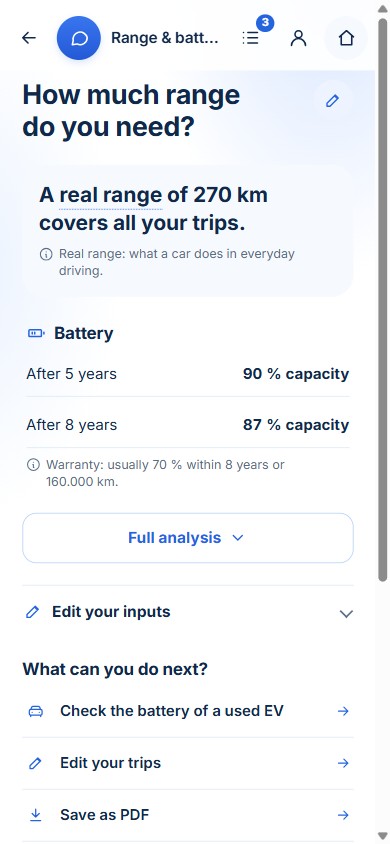 Range & batt...
3
How much range
do you need?
A real range of 270 km
covers all your trips.
Real range: what a car does in everyday
driving.
Battery
After 5 years 90 % capacity
After 8 years 87 % capacity
Warranty: usually 70 % within 8 years or
160.000 km.
Full analysis
Edit your inputs
What can you do next?
Check the battery of a used EV
Edit your trips
Save as PDF